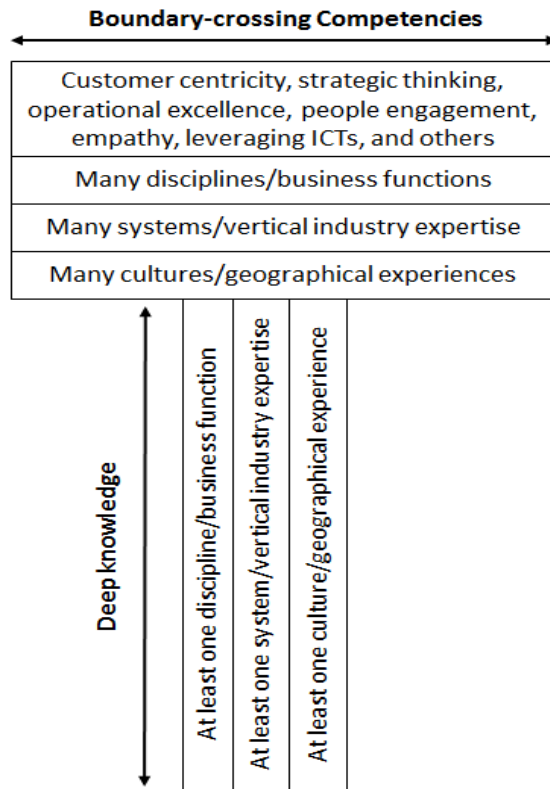 Boundary-crossing Competencies
Customer centricity, strategic thinking,
operational excellence, people engagement,
empathy, leveraging ICTs, and others
Many disciplines/business functions
Many systems/vertical industry expertise
Many cultures/geographical experiences
Deep knowledge
At least one discipline/business function
At least one system/vertical industry expertise
At least one culture/geographical experience